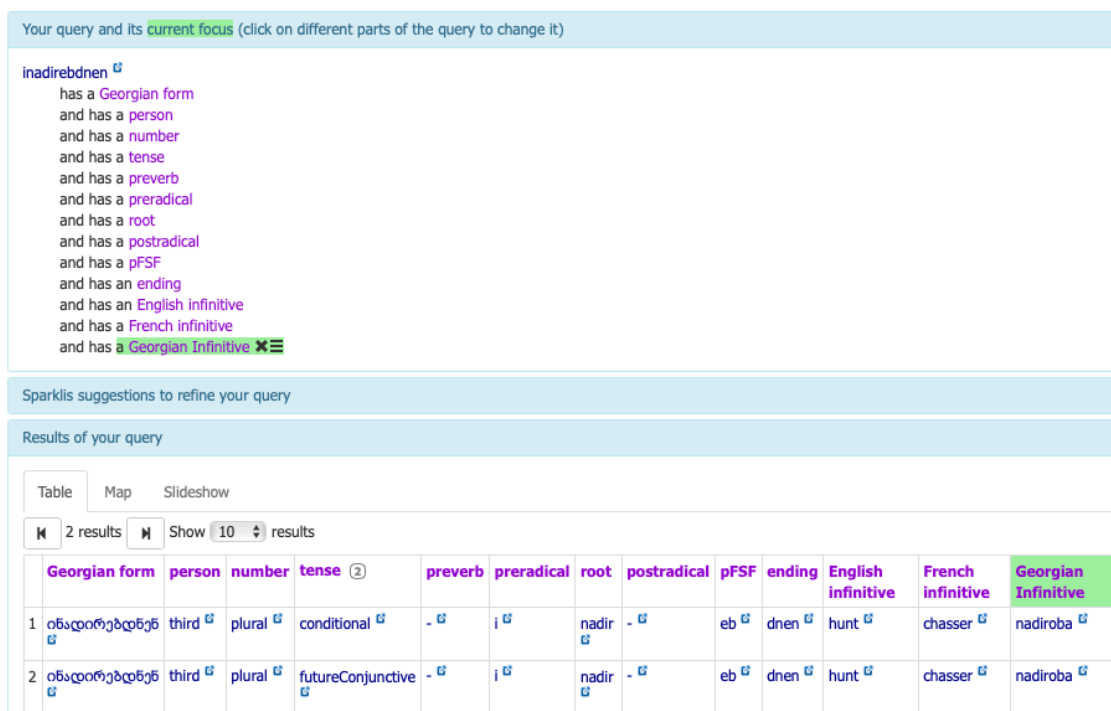 Your query and its current focus (click on different parts of the query to change it)
inadirebdnen
has a Georgian form
and has a person
and has a number
and has a tense
and has a preverb
and has a preradical
and has a root
and has a postradical
and has a pFSF
and has an ending
and has an English infinitive
and has a French infinitive
and has a Georgian Infinitive
Sparklis suggestions to refine your query
Results of your query
Table Map Slideshow
2 results Show 10 results
Georgian form person number tense 2 preverb preradical root postradical pFSF ending English infinitive French infinitive Georgian Infinitive
1 ინადირებდნენ third plural conditional - i nadir - eb dnen hunt chasser nadiroba
2 ინადირებდნენ third plural futureConjunctive - i nadir - eb dnen hunt chasser nadiroba